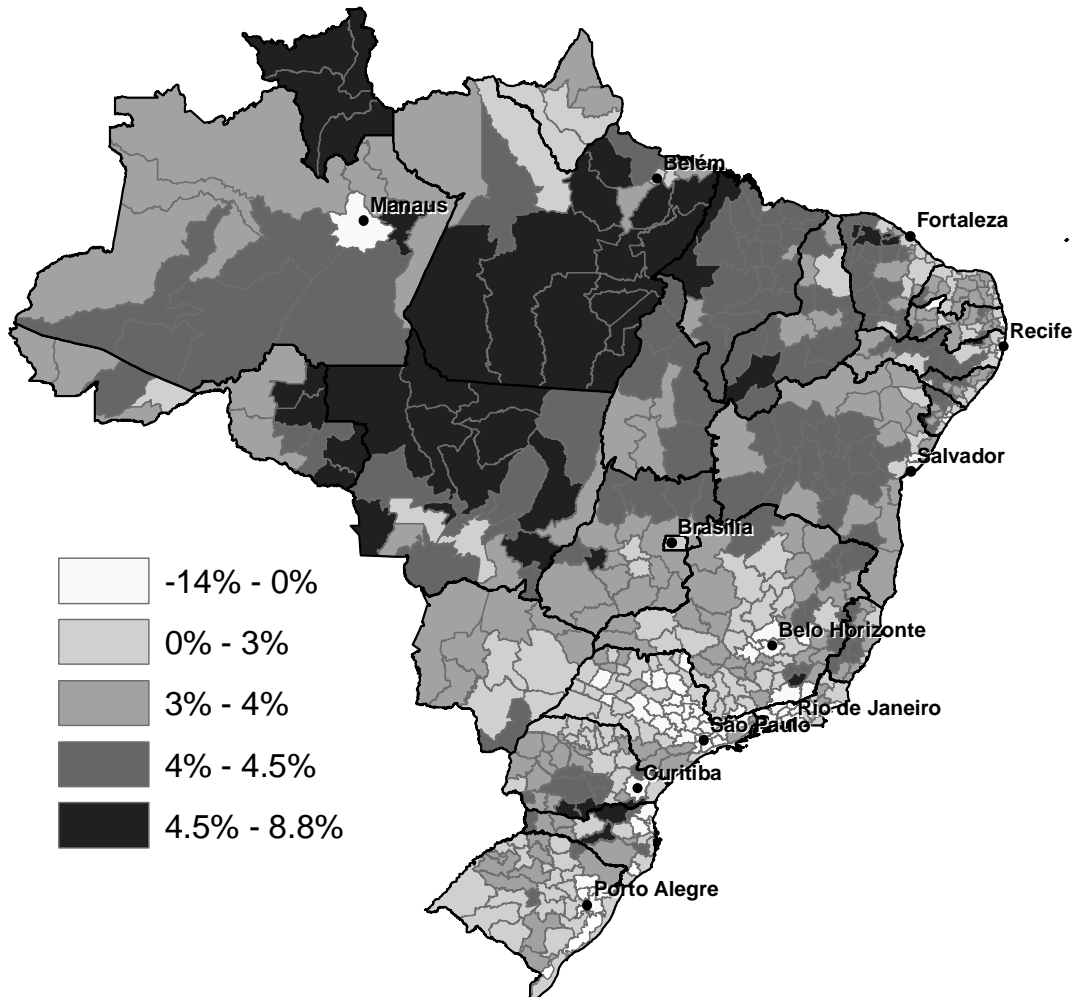 Belém
Manaus
Fortaleza
Recife
Salvador
Brasília
-14% - 0%
0% - 3%
Belo Horizonte
3% - 4%
Rio de Janeiro
São Paulo
4% - 4.5%
Curitiba
4.5% - 8.8%
Porto Alegre